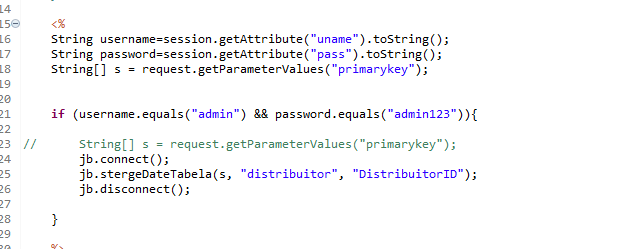 14
15 <%
16 String username=session.getAttribute("uname").toString();
17 String password=session.getAttribute("pass").toString();
18 String[] s = request.getParameterValues("primarykey");
19
20
21 if (username.equals("admin") && password.equals("admin123")){
22
23 // String[] s = request.getParameterValues("primarykey");
24 jb.connect();
25 jb.stergeDateTabela(s, "distribuitor", "DistribuitorID");
26 jb.disconnect();
27
28 }
29
30 %>